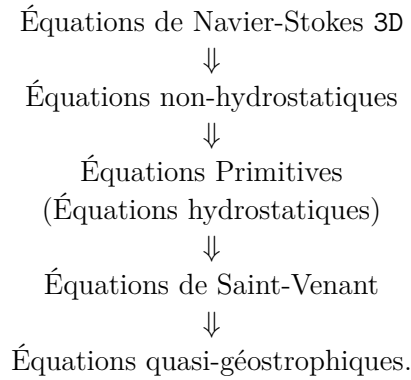 Équations de Navier-Stokes 3D
⇓
Équations non-hydrostatiques
⇓
Équations Primitives
(Équations hydrostatiques)
⇓
Équations de Saint-Venant
⇓
Équations quasi-géostrophiques.